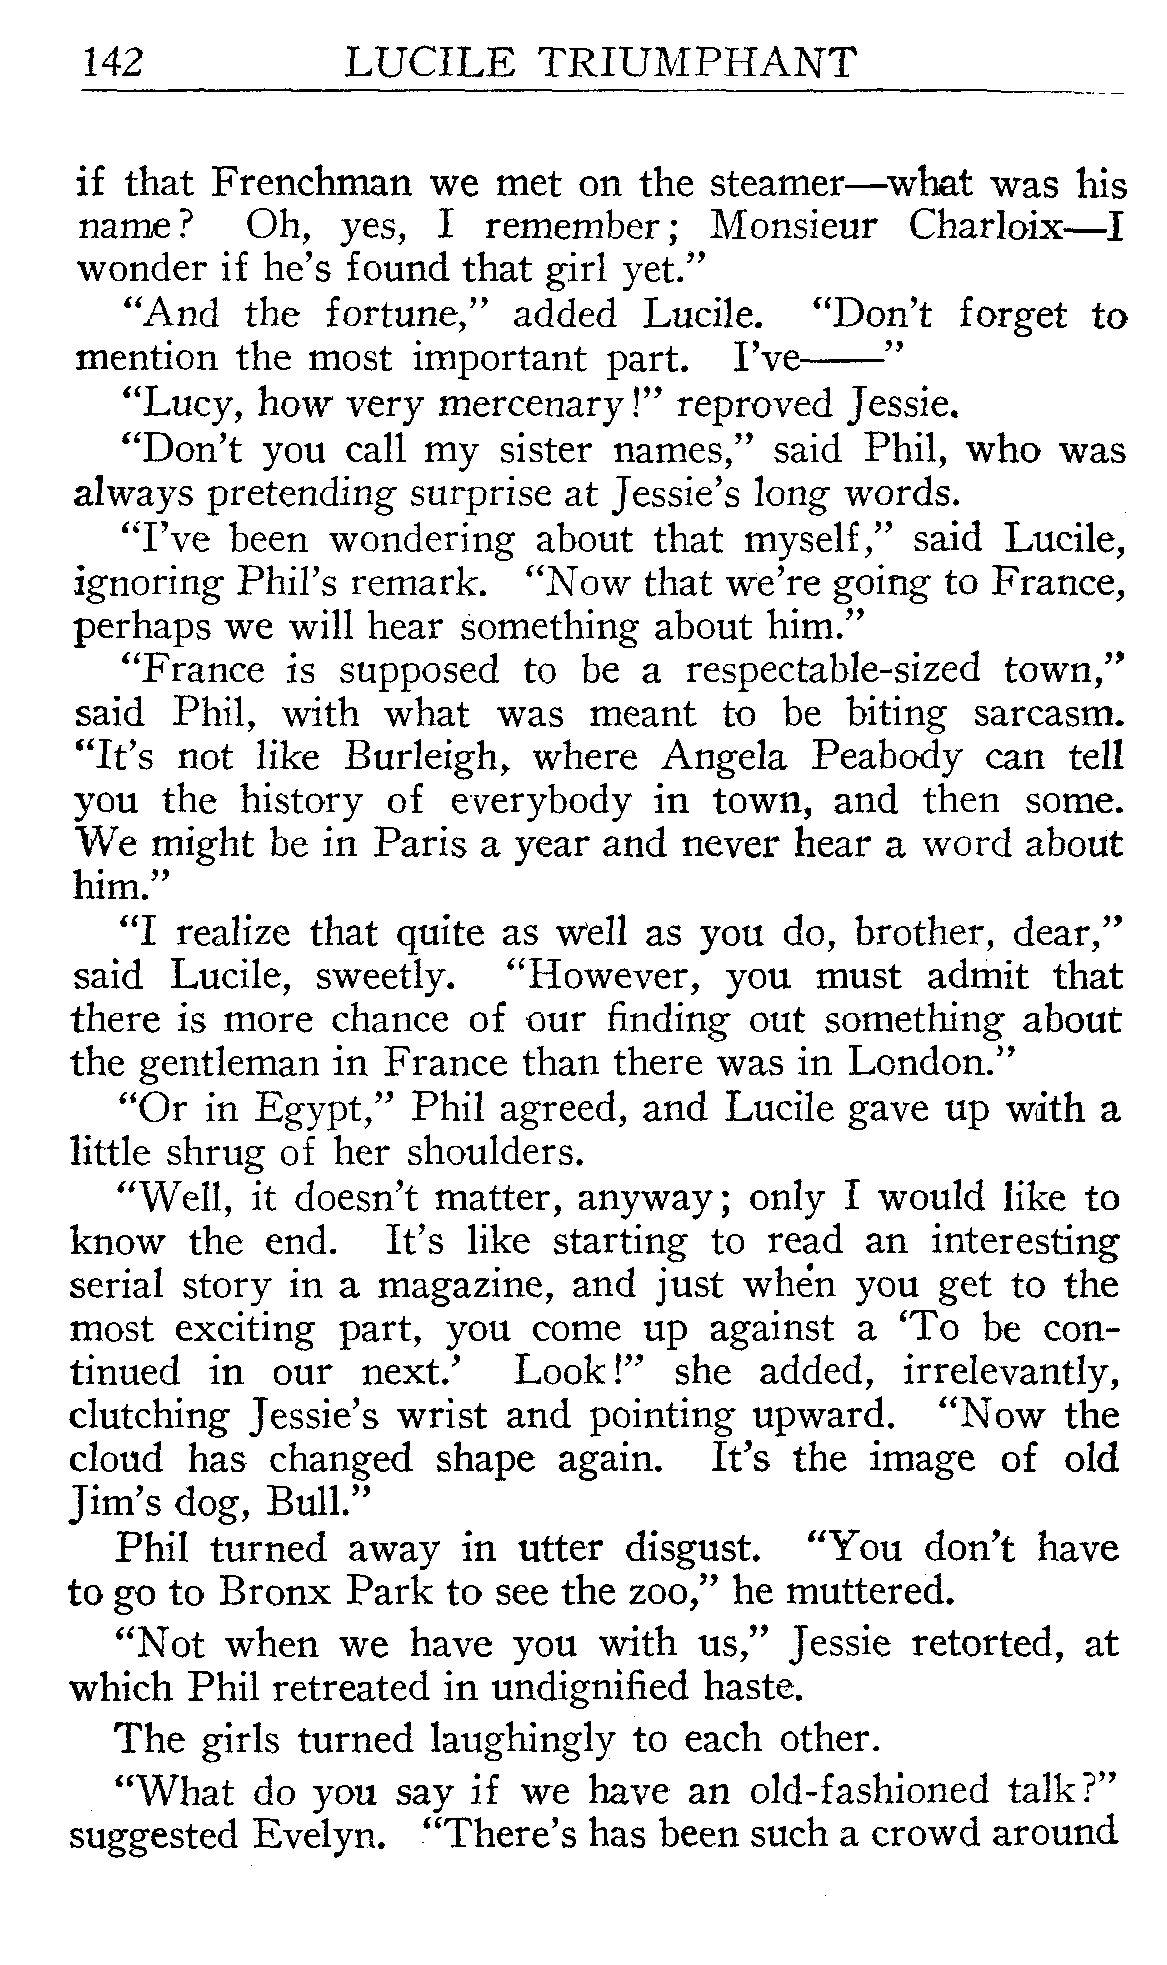 142 LUCILE TRIUMPHANT
if that Frenchman we met on the steamer—what was his
name? Oh, yes, I remember; Monsieur Charloix—I
wonder if he's found that girl yet.”
“And the fortune,” added Lucile. “Don't forget to
mention the most important part. I've——”
“Lucy, how very mercenary!” reproved Jessie.
“Don't you call my sister names,” said Phil, who was
always pretending surprise at Jessie's long words.
“I've been wondering about that myself,” said Lucile,
ignoring Phil's remark. “Now that we're going to France,
perhaps we will hear something about him.”
“France is supposed to be a respectable-sized town,”
said Phil, with what was meant to be biting sarcasm.
“It's not like Burleigh, where Angela Peabody can tell
you the history of everybody in town, and then some.
We might be in Paris a year and never hear a word about
him.”
“I realize that quite as well as you do, brother, dear,”
said Lucile, sweetly. “However, you must admit that
there is more chance of our finding out something about
the gentleman in France than there was in London.”
“Or in Egypt,” Phil agreed, and Lucile gave up with a
little shrug of her shoulders.
“Well, it doesn't matter, anyway; only I would like to
know the end. It's like starting to read an interesting
serial story in a magazine, and just when you get to the
most exciting part, you come up against a ‘To be con-
tinued in our next.’ Look!” she added, irrelevantly,
clutching Jessie's wrist and pointing upward. “Now the
cloud has changed shape again. It's the image of old
Jim's dog, Bull.”
Phil turned away in utter disgust. “You don't have
to go to Bronx Park to see the zoo,” he muttered.
“Not when we have you with us,” Jessie retorted, at
which Phil retreated in undignified haste.
The girls turned laughingly to each other.
“What do you say if we have an old-fashioned talk?”
suggested Evelyn. “There's has been such a crowd around